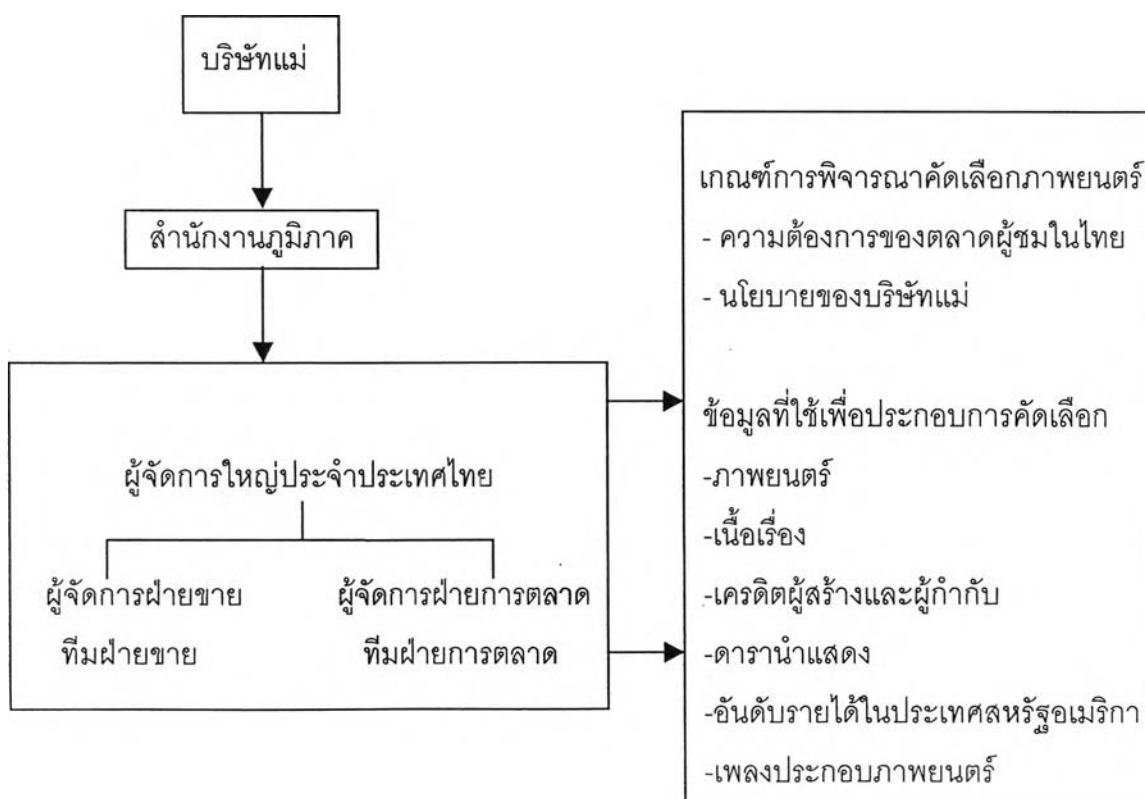 บริษัทแม่
สำนักงานภูมิภาค
ผู้จัดการใหญ่ประจำประเทศไทย
ผู้จัดการฝ่ายขาย
ทีมฝ่ายขาย
ผู้จัดการฝ่ายการตลาด
ทีมฝ่ายการตลาด
เกณฑ์การพิจารณาคัดเลือกภาพยนตร์
- ความต้องการของตลาดผู้ชมในไทย
- นโยบายของบริษัทแม่
ข้อมูลที่ใช้เพื่อประกอบการคัดเลือก
-ภาพยนตร์
-เนื้อเรื่อง
-เครดิตผู้สร้างและผู้กำกับ
-ดารานำแสดง
-อันดับรายได้ในประเทศสหรัฐอเมริกา
-เพลงประกอบภาพยนตร์